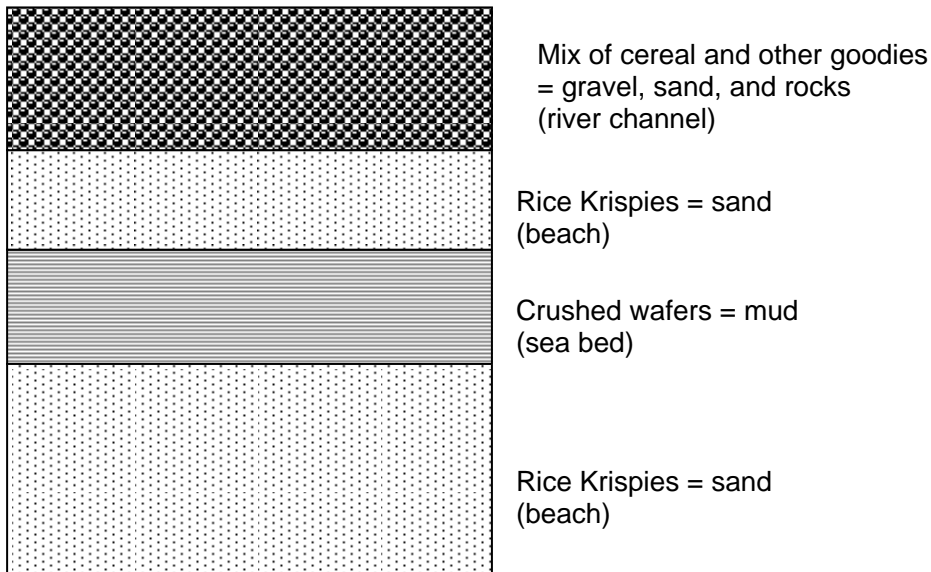 Mix of cereal and other goodies
= gravel, sand, and rocks
(river channel)
Rice Krispies = sand
(beach)
Crushed wafers = mud
(sea bed)
Rice Krispies = sand
(beach)